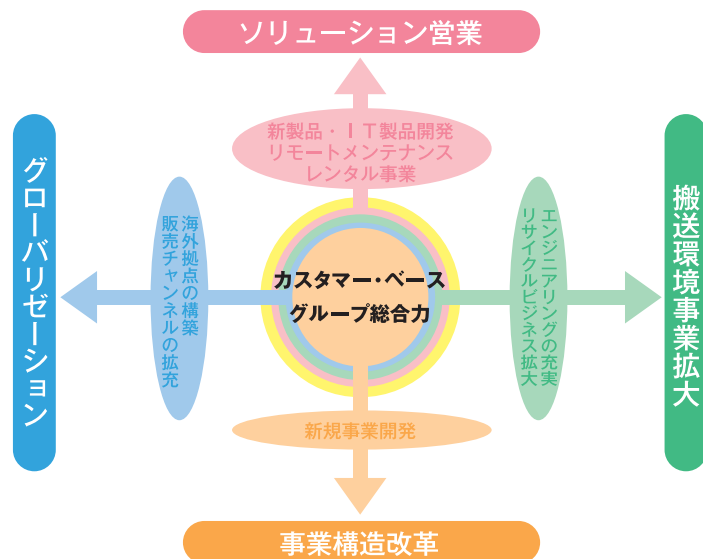 ソリューション営業
新製品・ＩＴ製品開発
リモートメンテナンス
レンタル事業
グローバリゼーション
海外拠点の構築
販売チャンネルの拡充
カスタマー・ベース
グループ総合力
エンジニアリングの充実
リサイクルビジネス拡大
搬送環境事業拡大
新規事業開発
事業構造改革